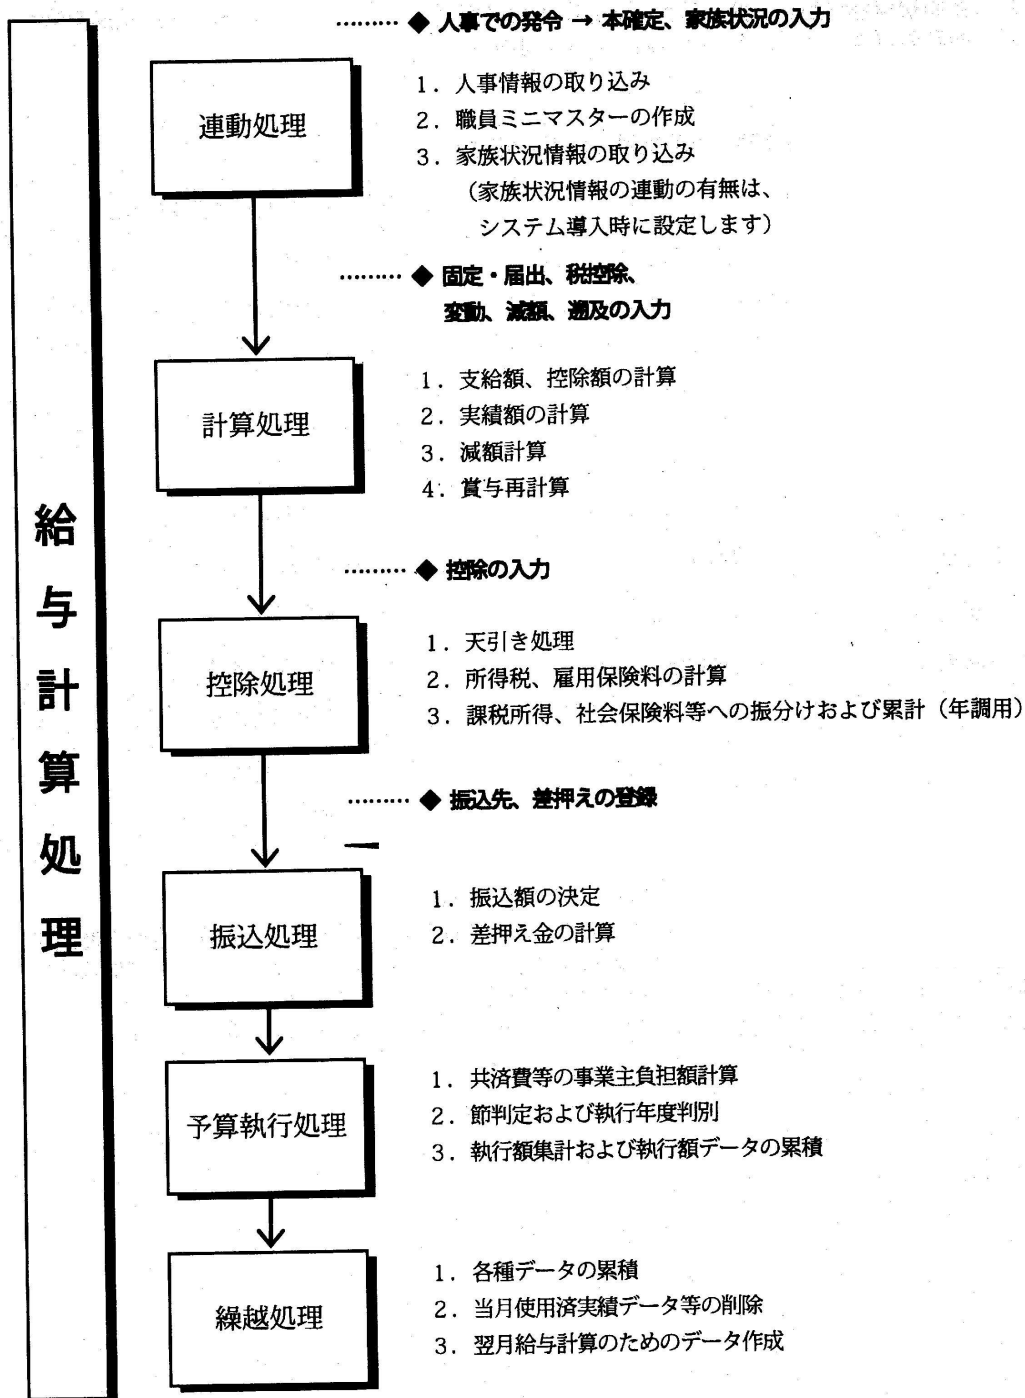 給与計算処理
……… ◆ 人事での発令 → 本確定、家族状況の入力
連動処理
1. 人事情報の取り込み
2. 職員ミニマスターの作成
3. 家族状況情報の取り込み
（家族状況情報の連動の有無は、
システム導入時に設定します）
……… ◆ 固定・届出、税控除、
変動、減額、遡及の入力
計算処理
1. 支給額、控除額の計算
2. 実績額の計算
3. 減額計算
4. 賞与再計算
……… ◆ 控除の入力
控除処理
1. 天引き処理
2. 所得税、雇用保険料の計算
3. 課税所得、社会保険料等への振分けおよび累計（年調用）
……… ◆ 振込先、差押えの登録
振込処理
1. 振込額の決定
2. 差押え金の計算
予算執行処理
1. 共済費等の事業主負担額計算
2. 節判定および執行年度判別
3. 執行額集計および執行額データの累積
繰越処理
1. 各種データの累積
2. 当月使用済実績データ等の削除
3. 翌月給与計算のためのデータ作成